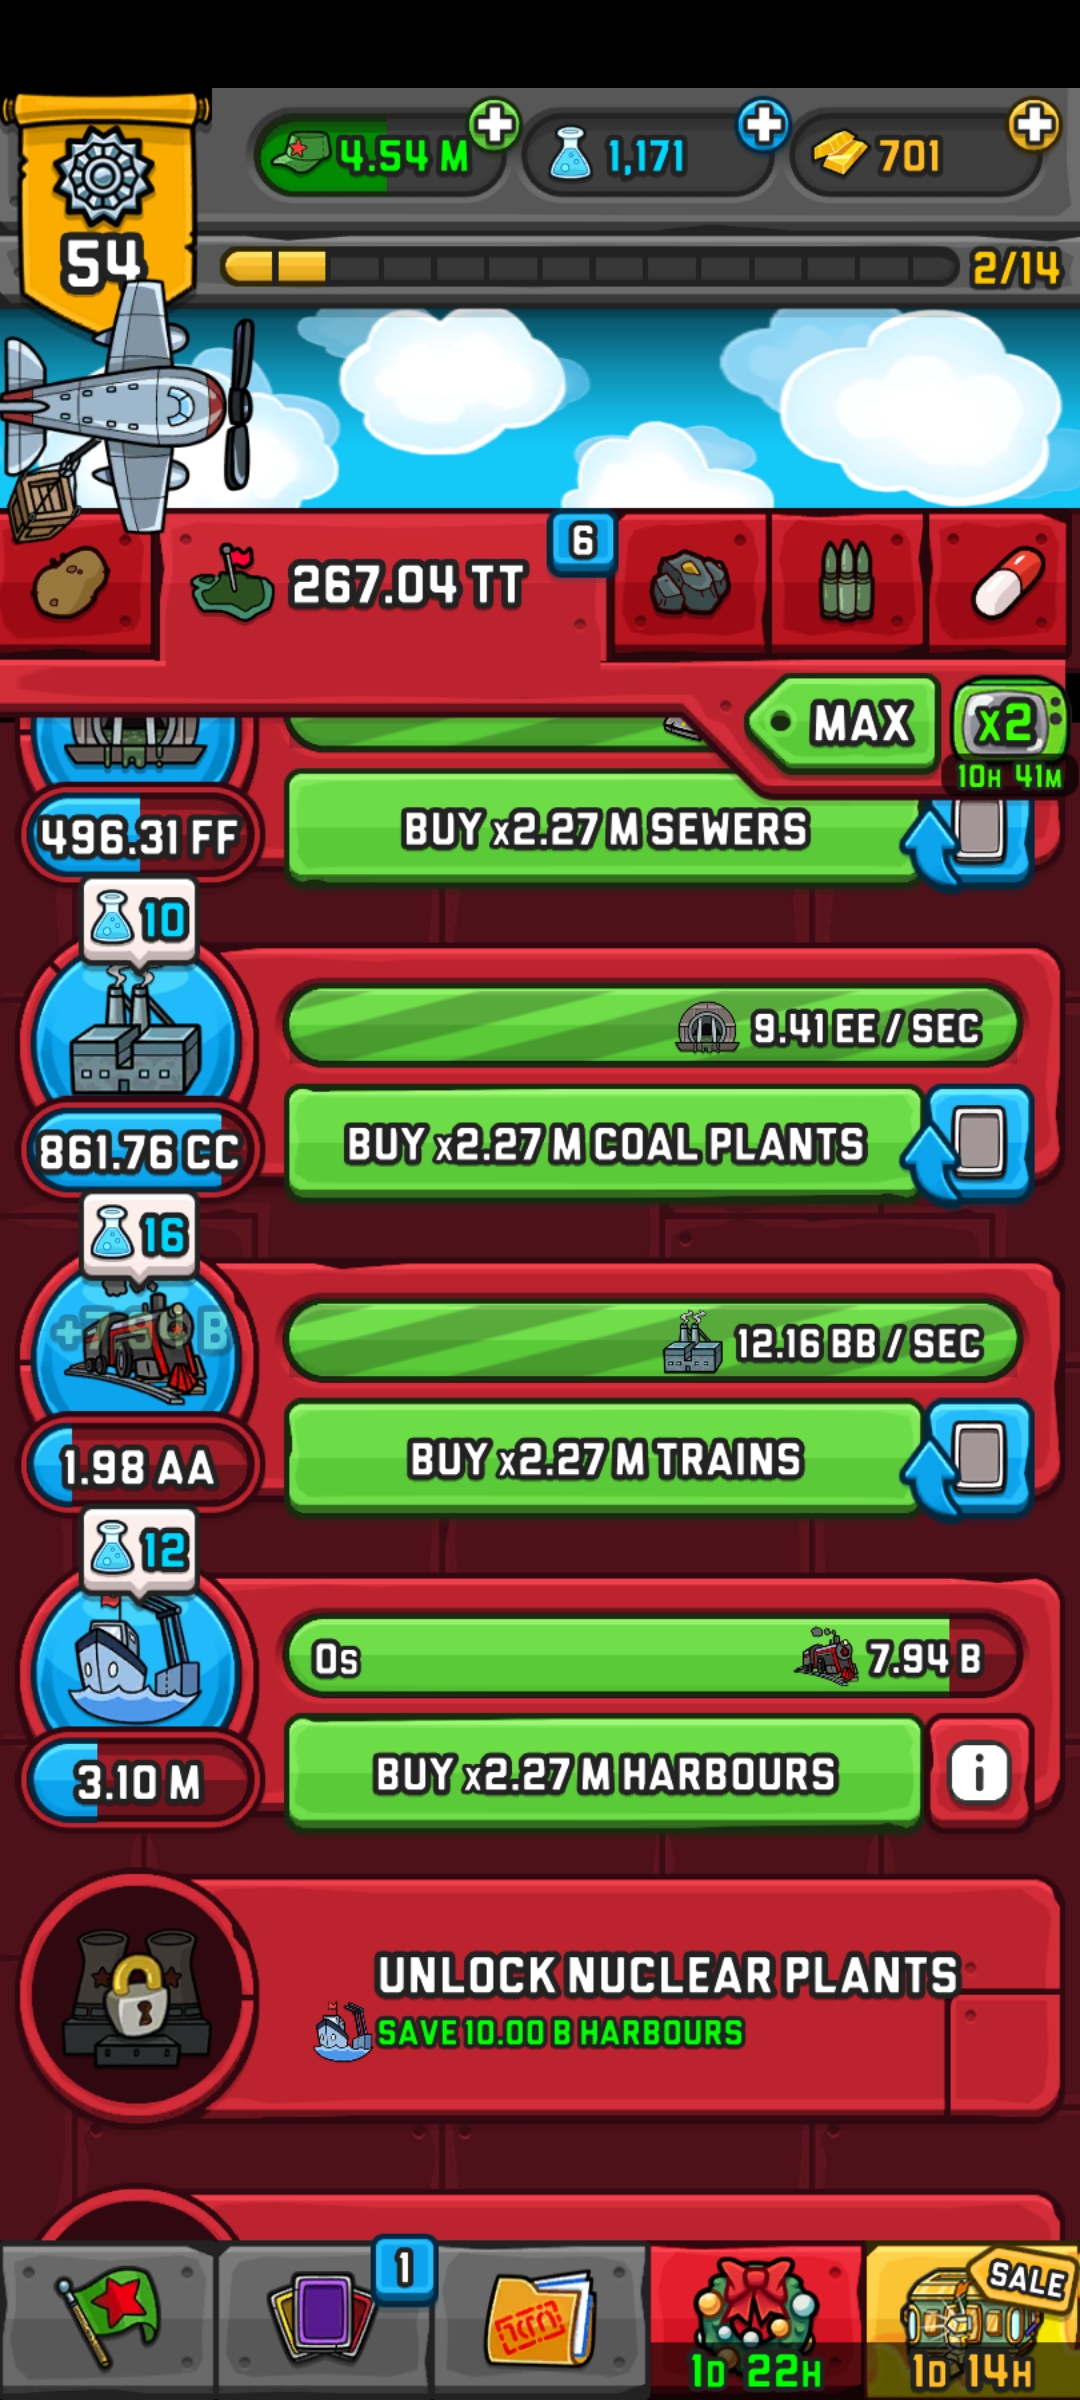 4.54 M
1,171
701
54
2/14
6
267.04 TT
MAX
x2
10H 41M
496.31 FF
BUY x2.27 M SEWERS
10
9.41 EE / SEC
861.76 CC
BUY x2.27 M COAL PLANTS
16
12.16 BB / SEC
1.98 AA
BUY x2.27 M TRAINS
12
0s
7.94 B
3.10 M
BUY x2.27 M HARBOURS
i
UNLOCK NUCLEAR PLANTS
SAVE 10.00 B HARBOURS
1
SALE
1D 22H
1D 14H